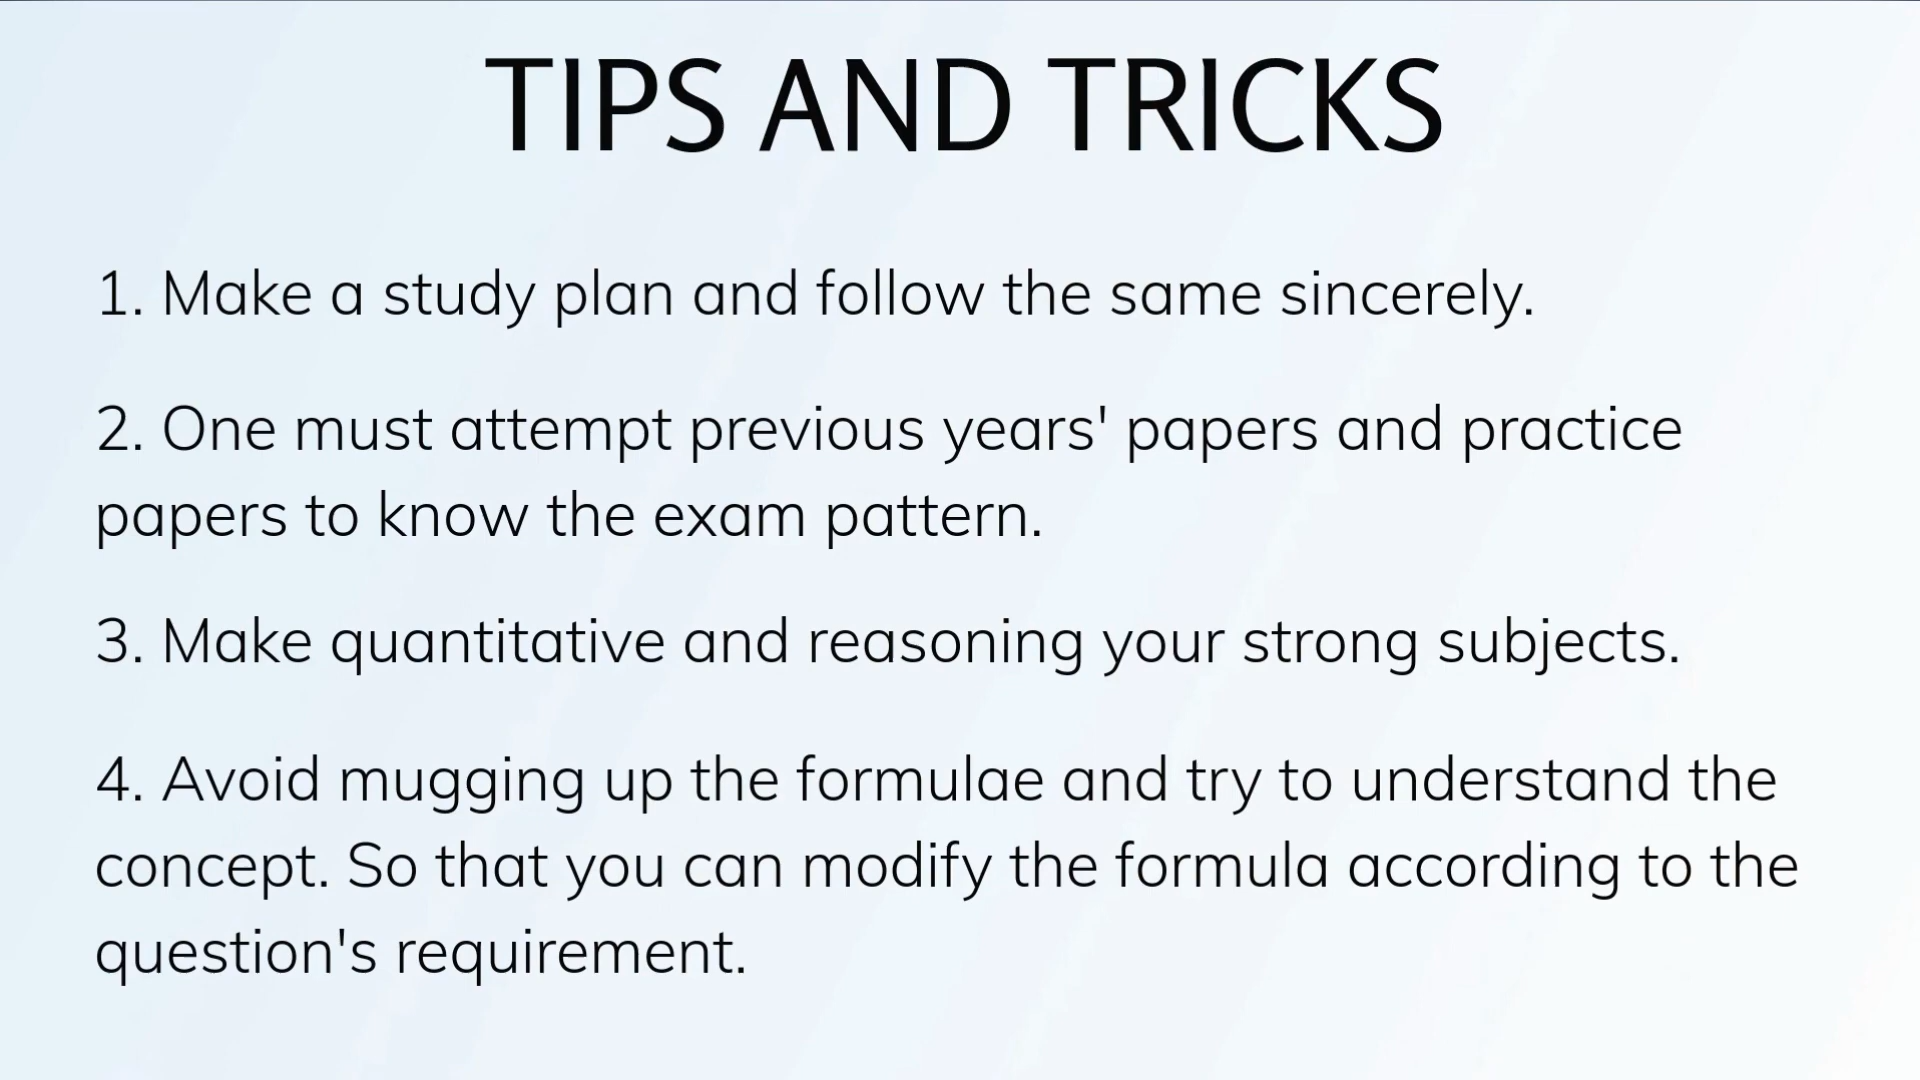 TIPS AND TRICKS
1. Make a study plan and follow the same sincerely.
2. One must attempt previous years' papers and practice
papers to know the exam pattern.
3. Make quantitative and reasoning your strong subjects.
4. Avoid mugging up the formulae and try to understand the
concept. So that you can modify the formula according to the
question's requirement.